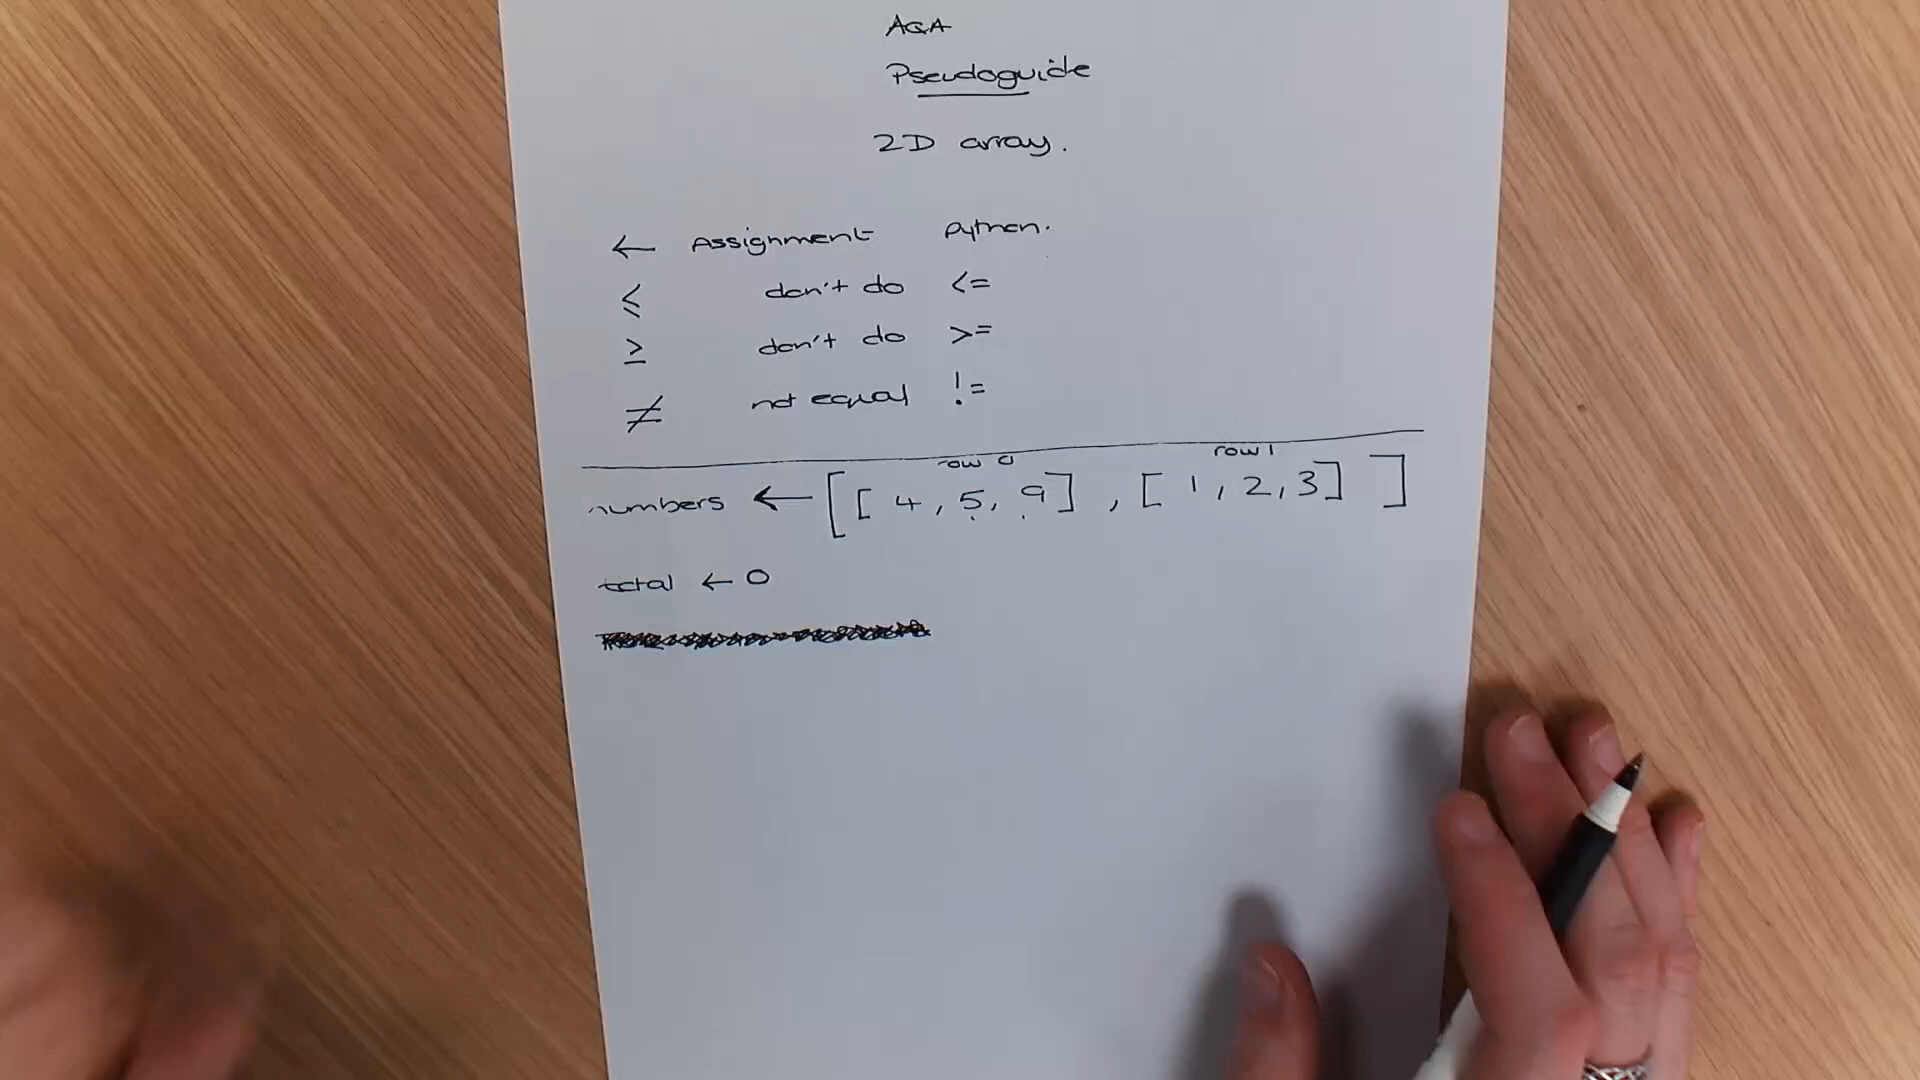 AQA
Pseudoguide
2D array.
← Assignment python.
≤ don't do <=
≥ don't do >=
≠ not equal !=
row 0 row 1
numbers ← [[ 4, 5, 9] , [ 1, 2, 3] ]
total ← 0